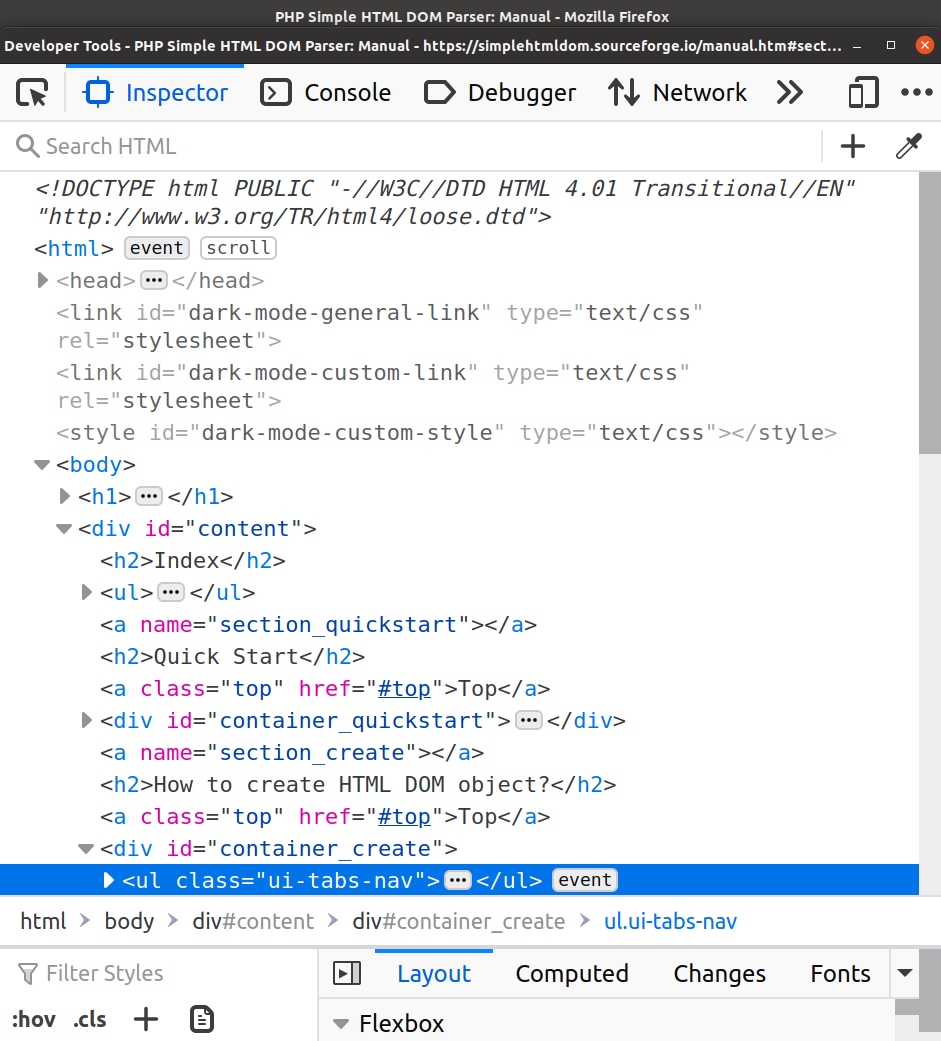 PHP Simple HTML DOM Parser: Manual - Mozilla Firefox
Developer Tools - PHP Simple HTML DOM Parser: Manual - https://simplehtmldom.sourceforge.io/manual.htm#sect...
Inspector Console Debugger Network
Search HTML
<!DOCTYPE html PUBLIC "-//W3C//DTD HTML 4.01 Transitional//EN"
"http://www.w3.org/TR/html4/loose.dtd">
<html> event scroll
<head>···</head>
<link id="dark-mode-general-link" type="text/css"
rel="stylesheet">
<link id="dark-mode-custom-link" type="text/css"
rel="stylesheet">
<style id="dark-mode-custom-style" type="text/css"></style>
<body>
<h1>···</h1>
<div id="content">
<h2>Index</h2>
<ul>···</ul>
<a name="section_quickstart"></a>
<h2>Quick Start</h2>
<a class="top" href="#top">Top</a>
<div id="container_quickstart">···</div>
<a name="section_create"></a>
<h2>How to create HTML DOM object?</h2>
<a class="top" href="#top">Top</a>
<div id="container_create">
<ul class="ui-tabs-nav">···</ul> event
html body div#content div#container_create ul.ui-tabs-nav
Filter Styles Layout Computed Changes Fonts
:hov .cls Flexbox